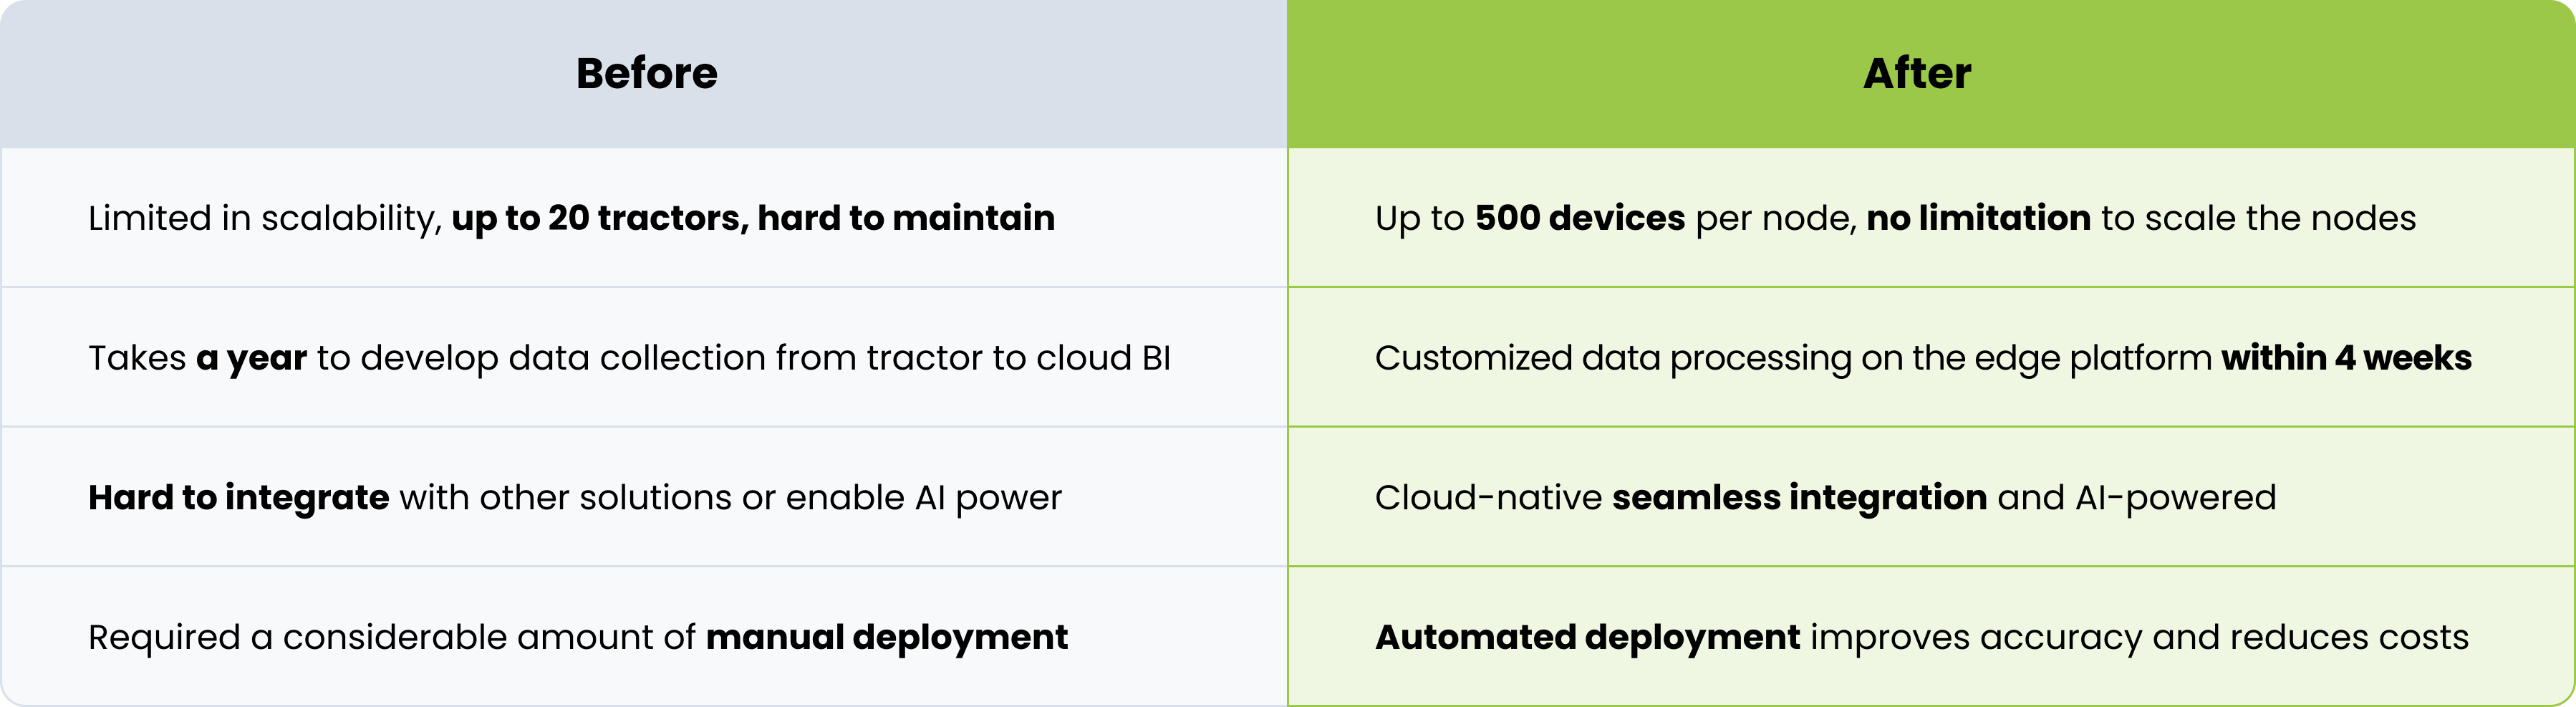 Before
After
Limited in scalability, up to 20 tractors, hard to maintain
Up to 500 devices per node, no limitation to scale the nodes
Takes a year to develop data collection from tractor to cloud BI
Customized data processing on the edge platform within 4 weeks
Hard to integrate with other solutions or enable AI power
Cloud-native seamless integration and AI-powered
Required a considerable amount of manual deployment
Automated deployment improves accuracy and reduces costs